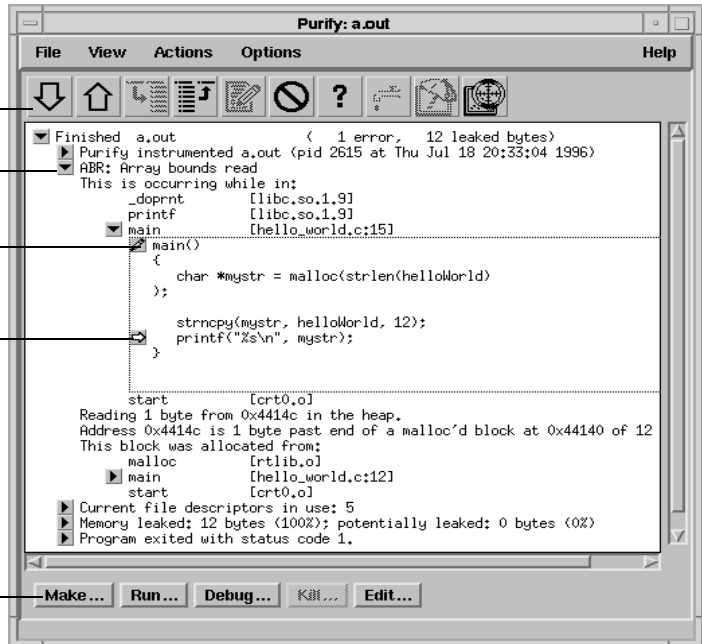 Purify: a.out
File View Actions Options Help
?
Finished a.out ( 1 error, 12 leaked bytes)
Purify instrumented a.out (pid 2615 at Thu Jul 18 20:33:04 1996)
ABR: Array bounds read
This is occurring while in:
_doprnt [libc.so.1.9]
printf [libc.so.1.9]
main [hello_world.c:15]
main()
{
char *mystr = malloc(strlen(helloWorld)
);
strncpy(mystr, helloWorld, 12);
printf("%s\n", mystr);
}
start [crt0.o]
Reading 1 byte from 0x4414c in the heap.
Address 0x4414c is 1 byte past end of a malloc'd block at 0x44140 of 12
This block was allocated from:
malloc [rtlib.o]
main [hello_world.c:12]
start [crt0.o]
Current file descriptors in use: 5
Memory leaked: 12 bytes (100%); potentially leaked: 0 bytes (0%)
Program exited with status code 1.
Make... Run... Debug... Kill... Edit...